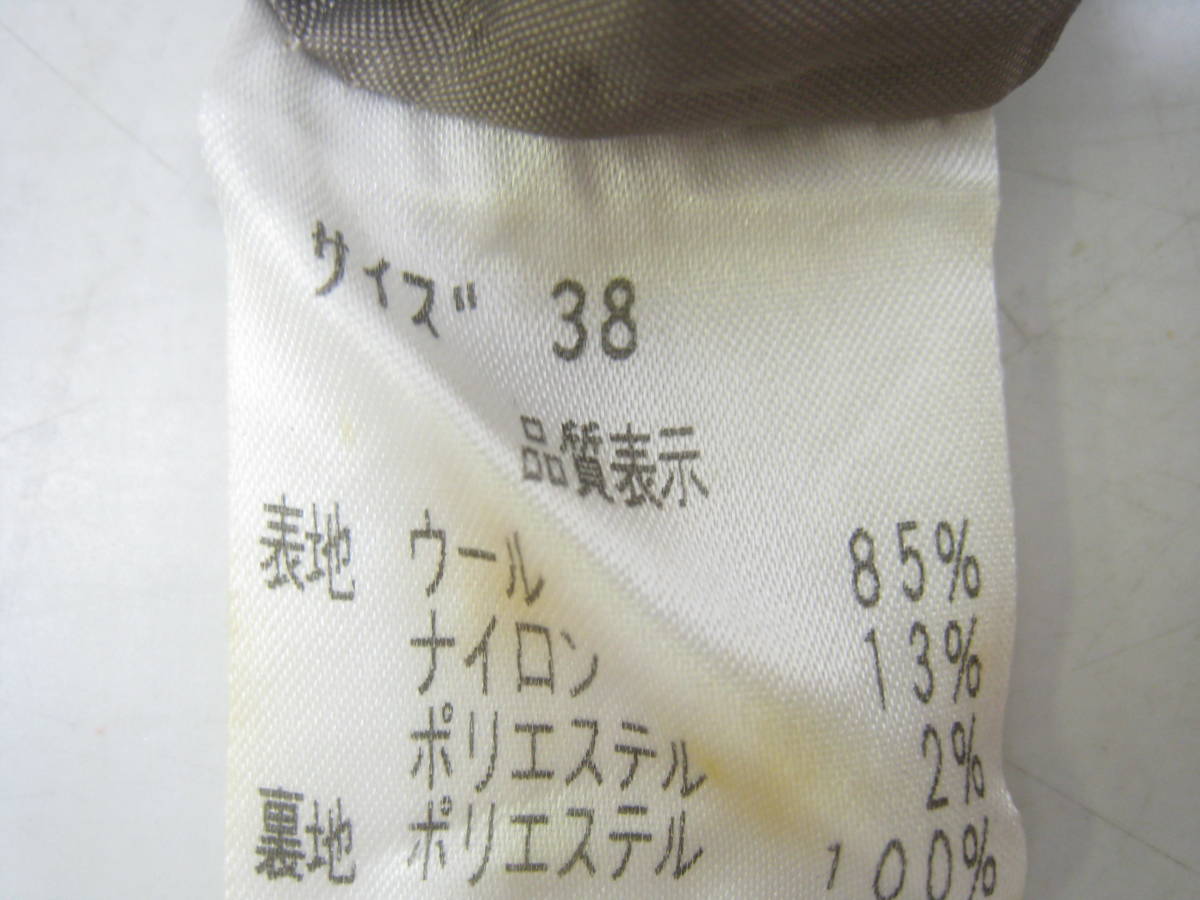 サイズ 38
品質表示
表地 ウール 85%
ナイロン 13%
ポリエステル 2%
裏地 ポリエステル 100%